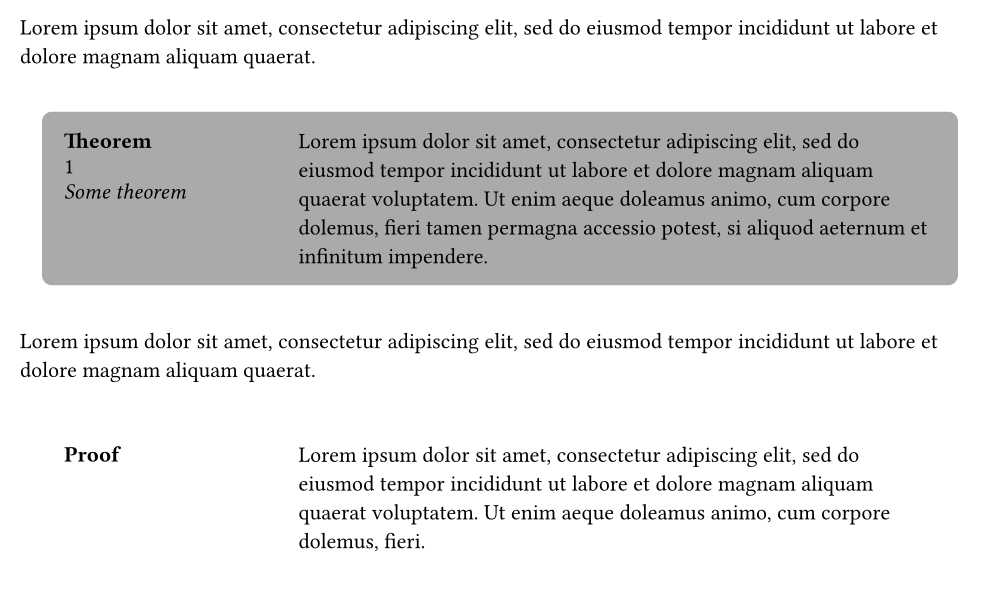 Lorem ipsum dolor sit amet, consectetur adipiscing elit, sed do eiusmod tempor incididunt ut labore et
dolore magnam aliquam quaerat.
Theorem
1
Some theorem
Lorem ipsum dolor sit amet, consectetur adipiscing elit, sed do
eiusmod tempor incididunt ut labore et dolore magnam aliquam
quaerat voluptatem. Ut enim aeque doleamus animo, cum corpore
dolemus, fieri tamen permagna accessio potest, si aliquod aeternum et
infinitum impendere.
Lorem ipsum dolor sit amet, consectetur adipiscing elit, sed do eiusmod tempor incididunt ut labore et
dolore magnam aliquam quaerat.
Proof
Lorem ipsum dolor sit amet, consectetur adipiscing elit, sed do
eiusmod tempor incididunt ut labore et dolore magnam aliquam
quaerat voluptatem. Ut enim aeque doleamus animo, cum corpore
dolemus, fieri.